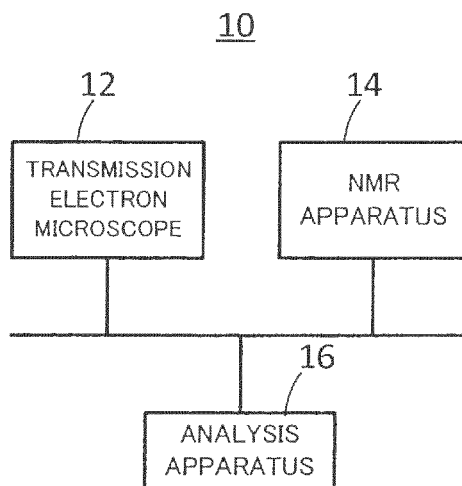 10
12
14
TRANSMISSION
ELECTRON
MICROSCOPE
NMR
APPARATUS
16
ANALYSIS
APPARATUS